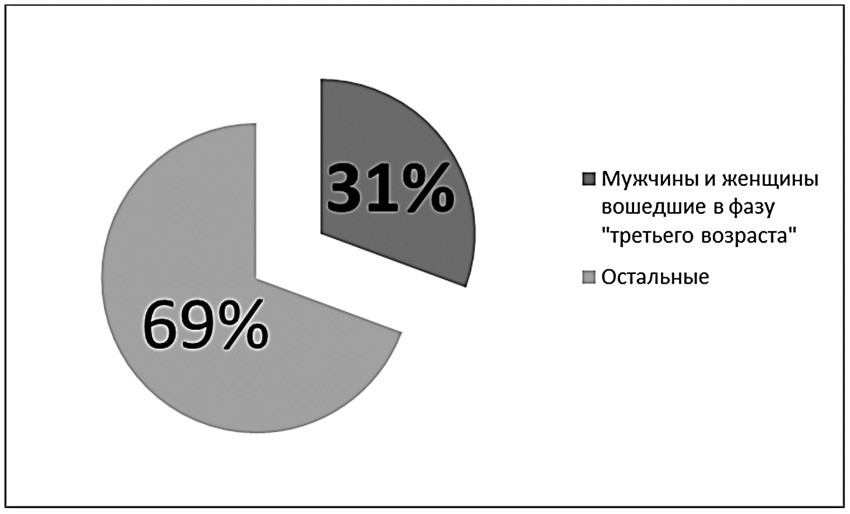 31%
69%
Мужчины и женщины
вошедшие в фазу
"третьего возраста"
Остальные